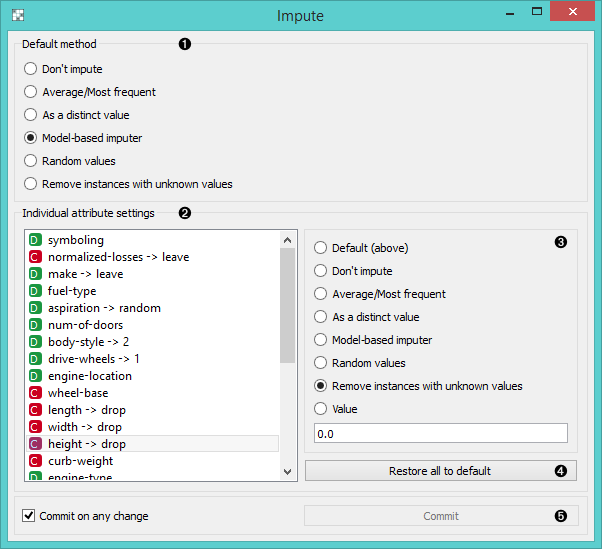 Impute
Default method ❶
Don't impute
Average/Most frequent
As a distinct value
Model-based imputer
Random values
Remove instances with unknown values
Individual attribute settings ❷
D symboling
C normalized-losses -> leave
D make -> leave
D fuel-type
D aspiration -> random
D num-of-doors
D body-style -> 2
D drive-wheels -> 1
D engine-location
C wheel-base
C length -> drop
C width -> drop
C height -> drop
C curb-weight
D engine-type
❸
Default (above)
Don't impute
Average/Most frequent
As a distinct value
Model-based imputer
Random values
Remove instances with unknown values
Value
0.0
Restore all to default ❹
Commit on any change
Commit ❺